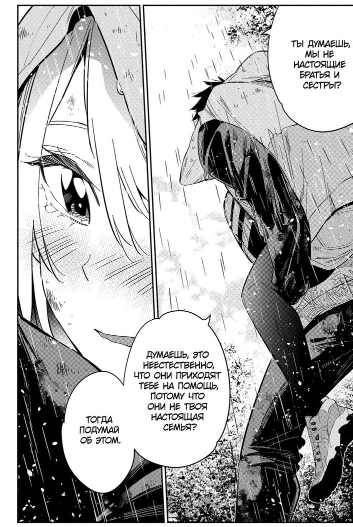 ТЫ ДУМАЕШЬ,
МЫ НЕ
НАСТОЯЩИЕ
БРАТЬЯ И
СЕСТРЫ?
ДУМАЕШЬ, ЭТО
НЕЕСТЕСТВЕННО,
ЧТО ОНИ ПРИХОДЯТ
ТЕБЕ НА ПОМОЩЬ,
ПОТОМУ ЧТО
ОНИ НЕ ТВОЯ
НАСТОЯЩАЯ
СЕМЬЯ?
ТОГДА
ПОДУМАЙ
ОБ ЭТОМ.